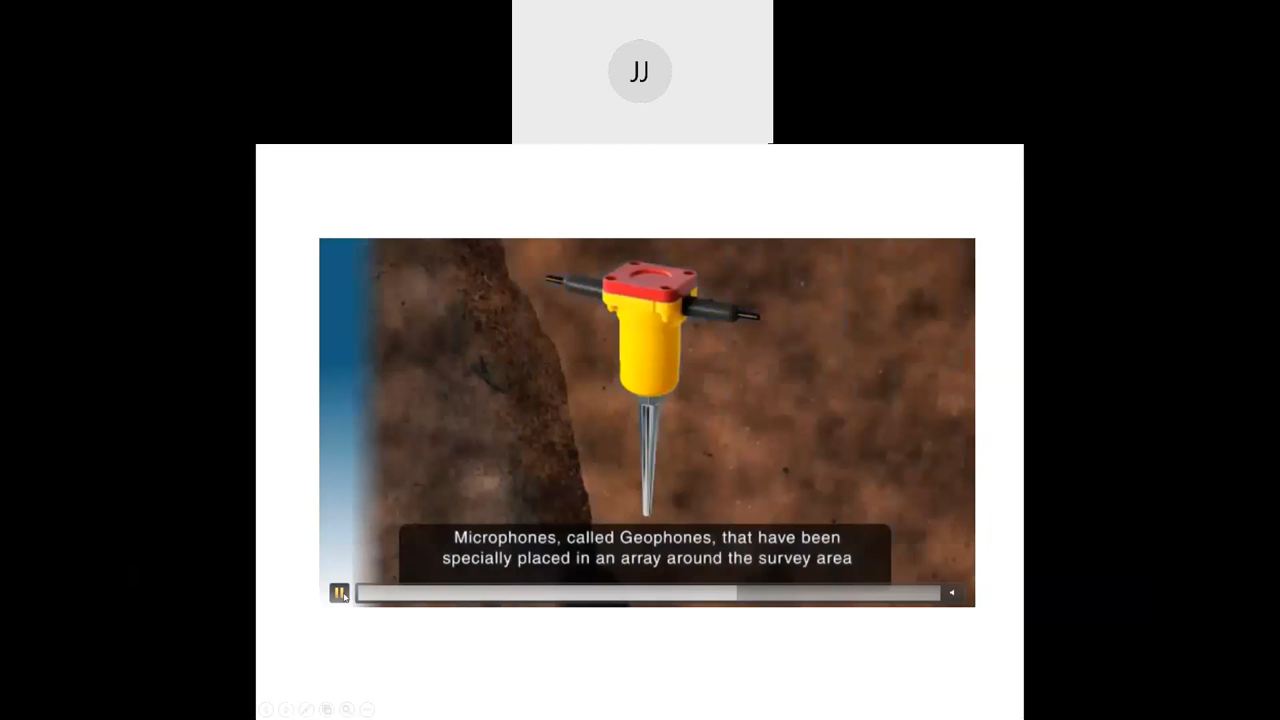 JJ
Microphones, called Geophones, that have been
specially placed in an array around the survey area